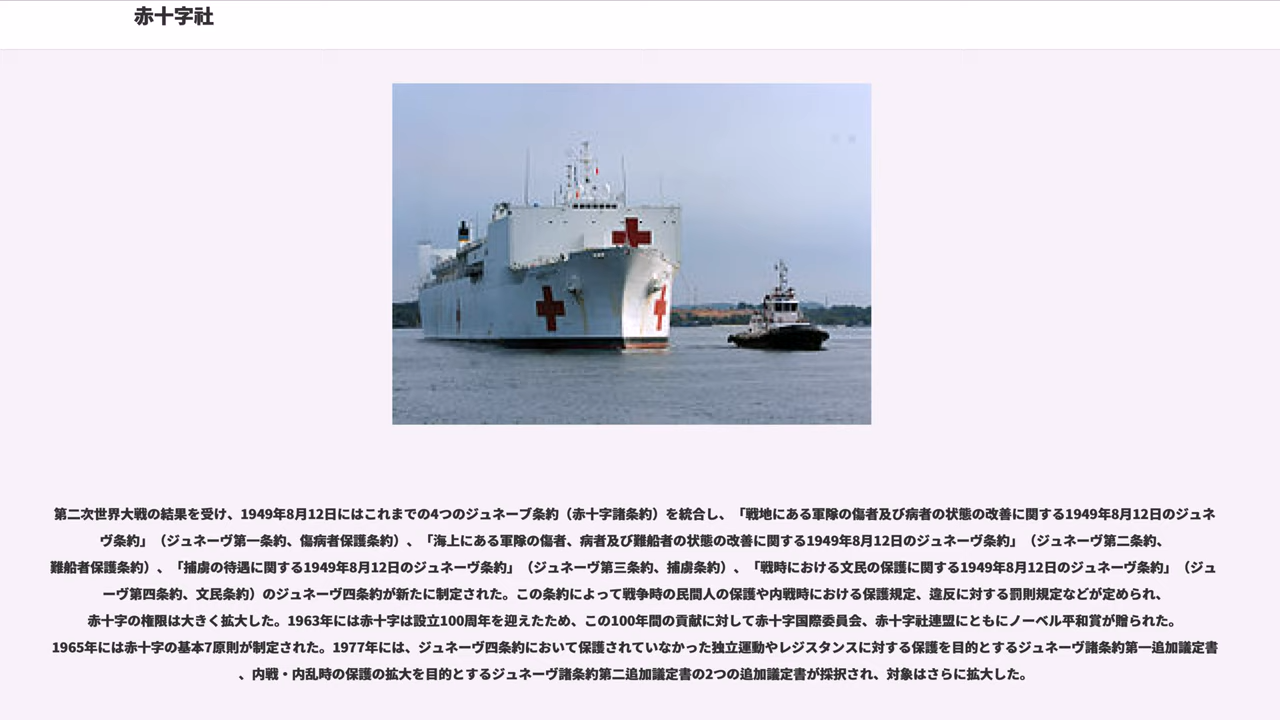 赤十字社
第二次世界大戦の結果を受け、1949年8月12日にはこれまでの4つのジュネーブ条約（赤十字諸条約）を統合し、「戦地にある軍隊の傷者及び病者の状態の改善に関する1949年8月12日のジュネ
ヴ条約」（ジュネーヴ第一条約、傷病者保護条約）、「海上にある軍隊の傷者、病者及び難船者の状態の改善に関する1949年8月12日のジュネーヴ条約」（ジュネーヴ第二条約、
難船者保護条約）、「捕虜の待遇に関する1949年8月12日のジュネーヴ条約」（ジュネーヴ第三条約、捕虜条約）、「戦時における文民の保護に関する1949年8月12日のジュネーヴ条約」（ジュ
ーヴ第四条約、文民条約）のジュネーヴ四条約が新たに制定された。この条約によって戦争時の民間人の保護や内戦時における保護規定、違反に対する罰則規定などが定められ、
赤十字の権限は大きく拡大した。1963年には赤十字は設立100周年を迎えたため、この100年間の貢献に対して赤十字国際委員会、赤十字社連盟にともにノーベル平和賞が贈られた。
1965年には赤十字の基本7原則が制定された。1977年には、ジュネーヴ四条約において保護されていなかった独立運動やレジスタンスに対する保護を目的とするジュネーヴ諸条約第一追加議定書
、内戦・内乱時の保護の拡大を目的とするジュネーヴ諸条約第二追加議定書の2つの追加議定書が採択され、対象はさらに拡大した。